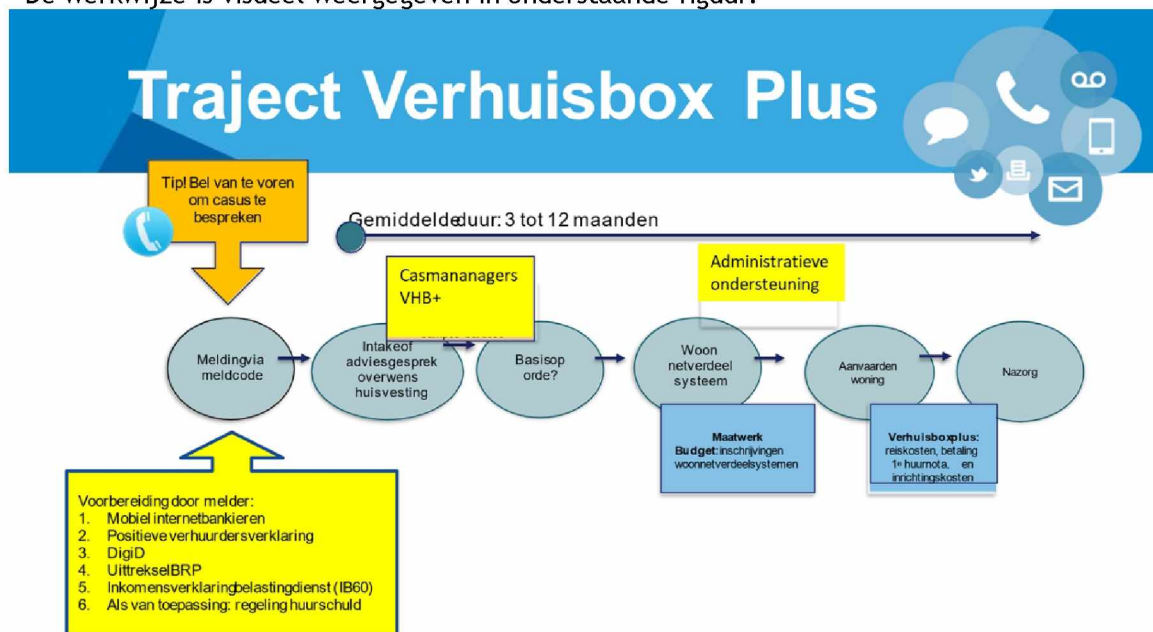 De werkwijze is visueel weergegeven in onderstaande figuur.
Traject Verhuisbox Plus
Tip! Bel van te voren
om casus te
bespreken
Gemiddeldeduur: 3 tot 12 maanden
Casmananagers
VHB+
Administratieve
ondersteuning
Meldingvia
meldcode
Intakeof
adviesgesprek
overwens
huisvesting
Basisop
orde?
Woon
netverdeel
systeem
Aanvaarden
woning
Nazorg
Maatwerk
Budget: inschrijvingen
woonnetverdeelsystemen
Verhuisboxplus:
reiskosten, betaling
1e huurnota, en
inrichtingskosten
Voorbereiding door melder:
1. Mobiel internetbankieren
2. Positieve verhuurdersverklaring
3. DigiD
4. UittrekselBRP
5. Inkomensverklaringbelastingdienst (IB60)
6. Als van toepassing: regeling huurschuld